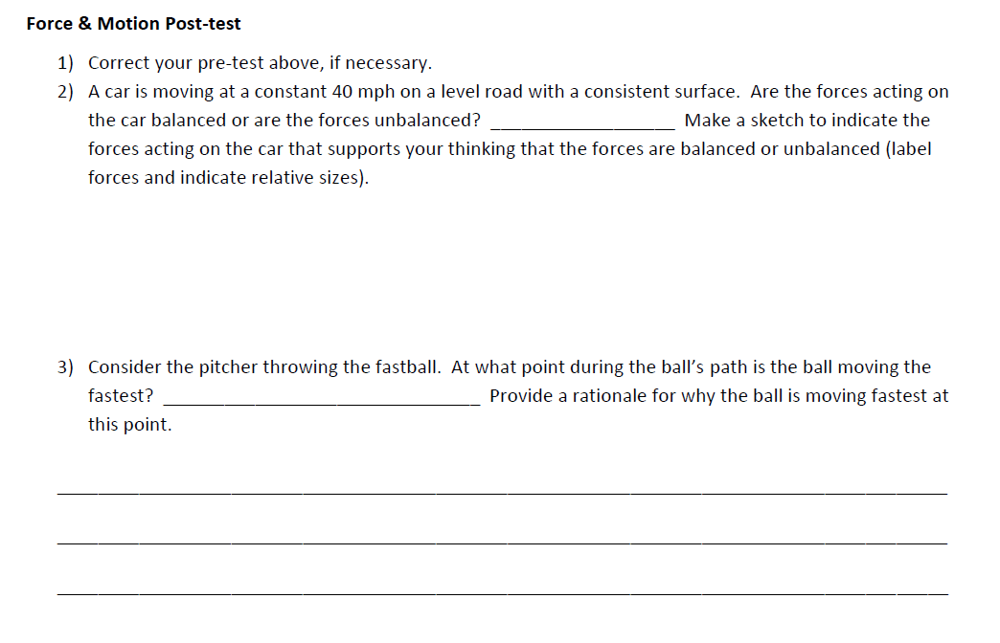 Force & Motion Post-test
1) Correct your pre-test above, if necessary.
2) A car is moving at a constant 40 mph on a level road with a consistent surface. Are the forces acting on
the car balanced or are the forces unbalanced? __________________ Make a sketch to indicate the
forces acting on the car that supports your thinking that the forces are balanced or unbalanced (label
forces and indicate relative sizes).
3) Consider the pitcher throwing the fastball. At what point during the ball’s path is the ball moving the
fastest? _______________________________ Provide a rationale for why the ball is moving fastest at
this point.